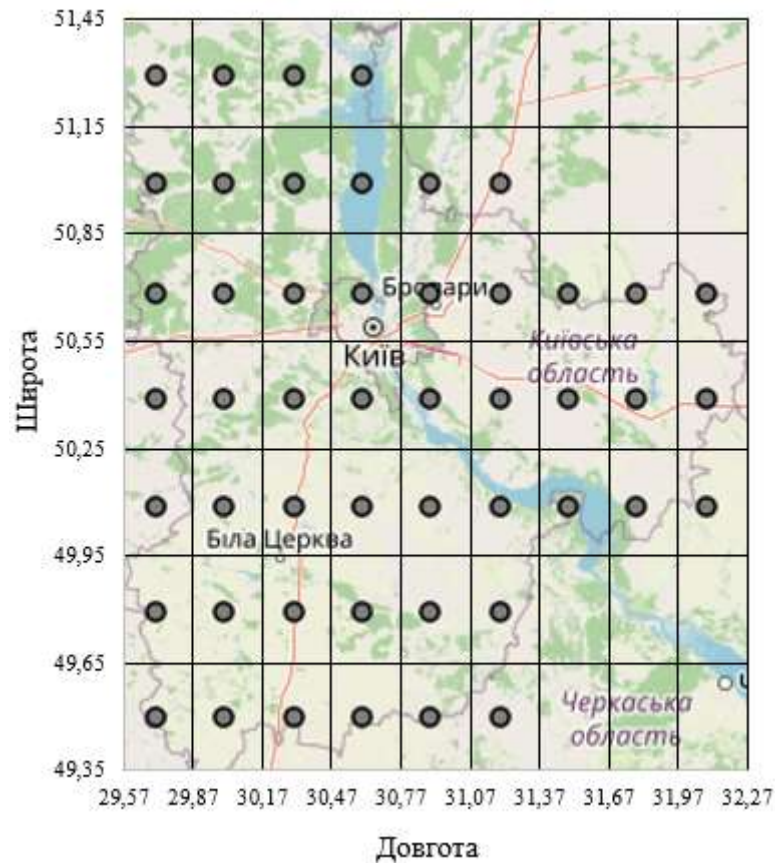 51,45
51,15
50,85
Бровари
50,55
Київ
Київська
область
Широта
50,25
Біла Церква
49,95
49,65
Черкаська
область
49,35
29,57 29,87 30,17 30,47 30,77 31,07 31,37 31,67 31,97 32,27
Довгота